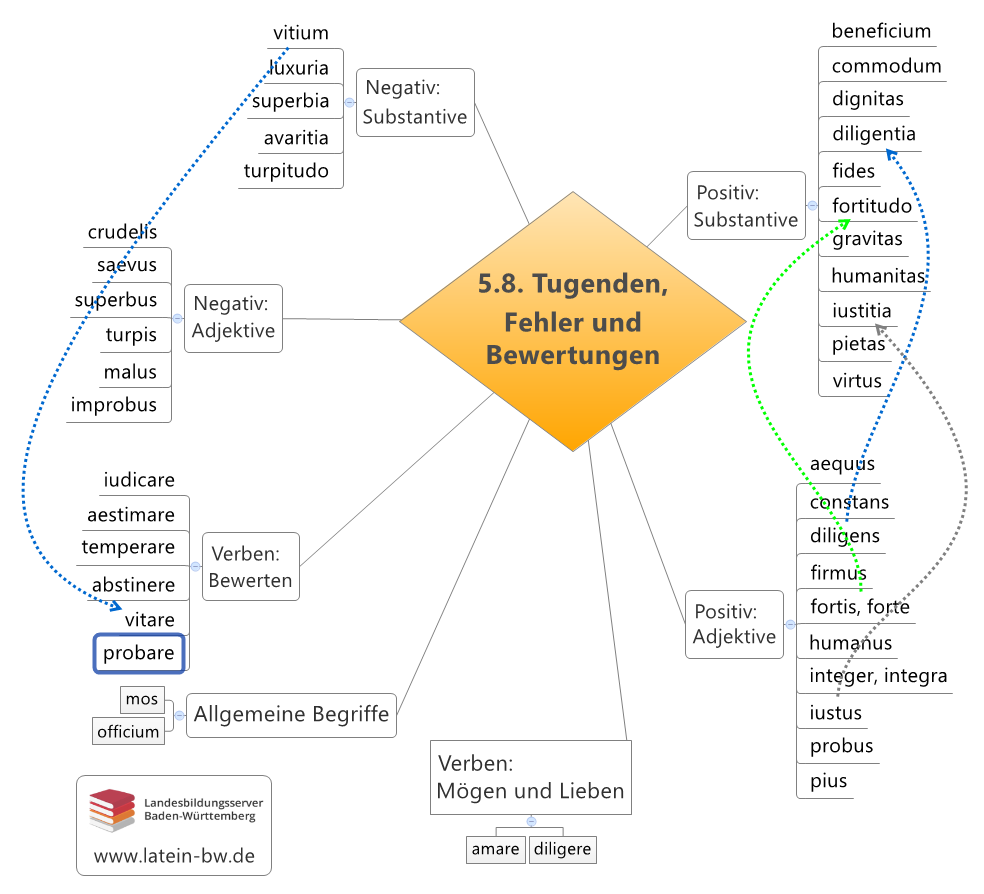 5.8. Tugenden,
Fehler und
Bewertungen
Negativ:
Substantive
vitium
luxuria
superbia
avaritia
turpitudo
Negativ:
Adjektive
crudelis
saevus
superbus
turpis
malus
improbus
Verben:
Bewerten
iudicare
aestimare
temperare
abstinere
vitare
probare
Allgemeine Begriffe
mos
officium
Verben:
Mögen und Lieben
amare
diligere
Positiv:
Substantive
beneficium
commodum
dignitas
diligentia
fides
fortitudo
gravitas
humanitas
iustitia
pietas
virtus
Positiv:
Adjektive
aequus
constans
diligens
firmus
fortis, forte
humanus
integer, integra
iustus
probus
pius
Landesbildungsserver
Baden-Württemberg
www.latein-bw.de